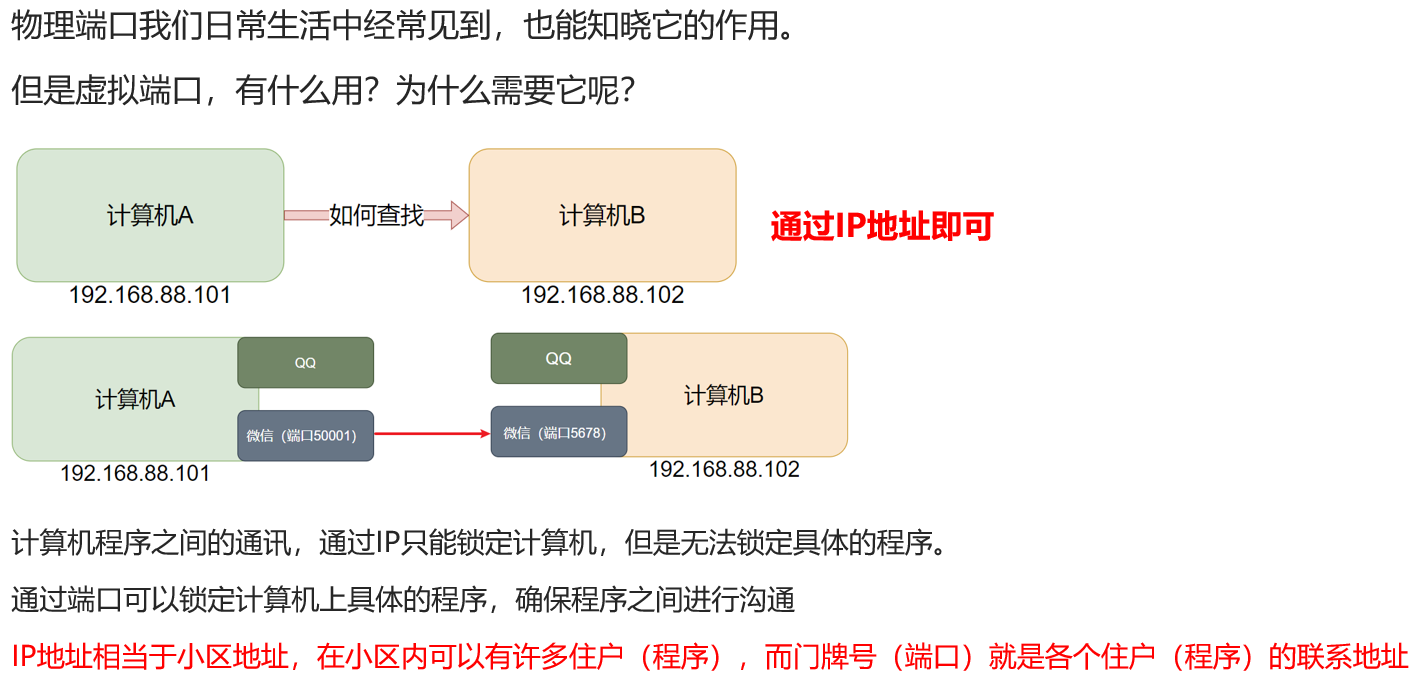 物理端口我们日常生活中经常见到，也能知晓它的作用。
但是虚拟端口，有什么用？为什么需要它呢？
计算机A
如何查找
计算机B
通过IP地址即可
192.168.88.101
192.168.88.102
QQ
QQ
计算机A
计算机B
微信（端口50001）
微信（端口5678）
192.168.88.101
192.168.88.102
计算机程序之间的通讯，通过IP只能锁定计算机，但是无法锁定具体的程序。
通过端口可以锁定计算机上具体的程序，确保程序之间进行沟通
IP地址相当于小区地址，在小区内可以有许多住户（程序），而门牌号（端口）就是各个住户（程序）的联系地址